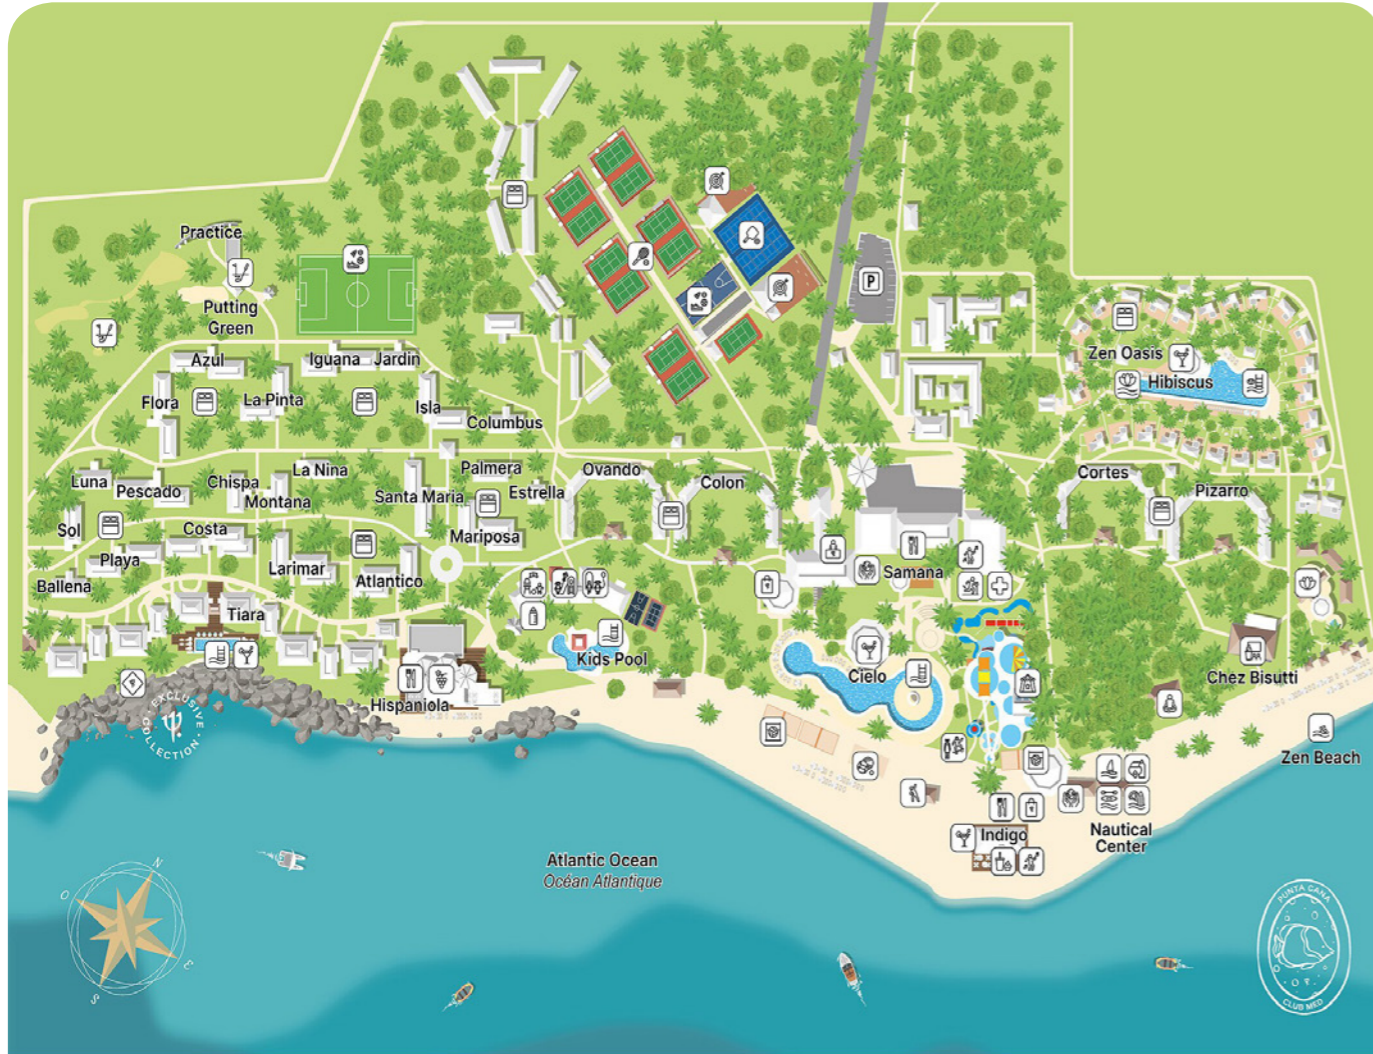 Practice
Putting
Green
P
Azul
Iguana
Jardin
Zen Oasis
Hibiscus
Flora
La Pinta
Isla
Columbus
Luna
Pescado
Chispa
Montana
La Nina
Santa Maria
Palmera
Estrella
Ovando
Colon
Cortes
Pizarro
Sol
Costa
Mariposa
Playa
Ballena
Larimar
Atlantico
Samana
Tiara
Kids Pool
Cielo
Chez Bisutti
Hispaniola
EXCLUSIVE
COLLECTION
Zen Beach
Indigo
Nautical
Center
Atlantic Ocean
Océan Atlantique
N
O
E
S
PUNTA CANA
CLUB MED